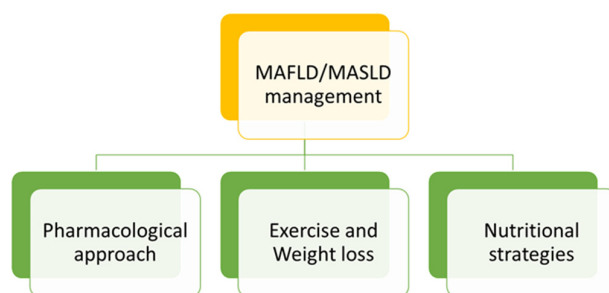 MAFLD/MASLD
management
Pharmacological
approach
Exercise and
Weight loss
Nutritional
strategies